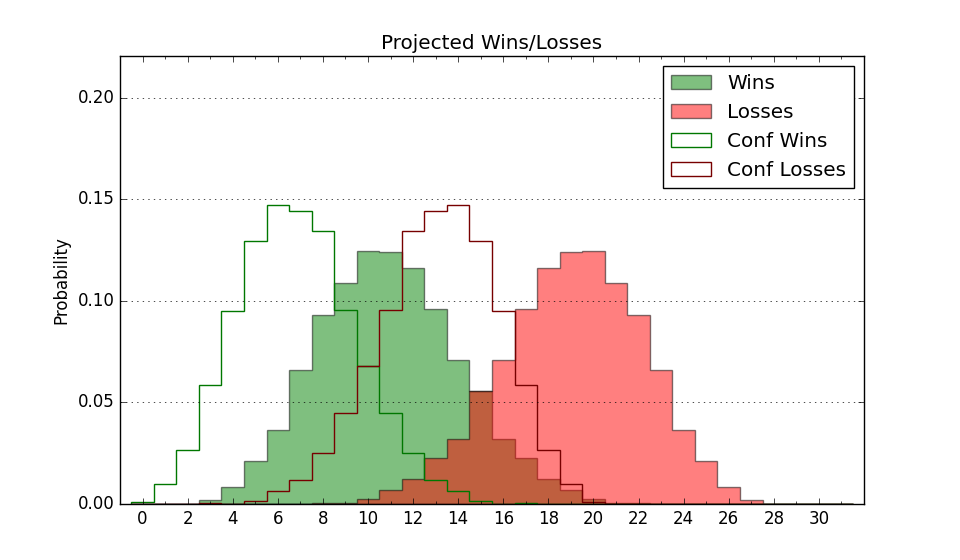 Projected Wins/Losses
Wins
Losses
Conf Wins
Conf Losses
Probability
0.20
0.15
0.10
0.05
0.00
0 2 4 6 8 10 12 14 16 18 20 22 24 26 28 30